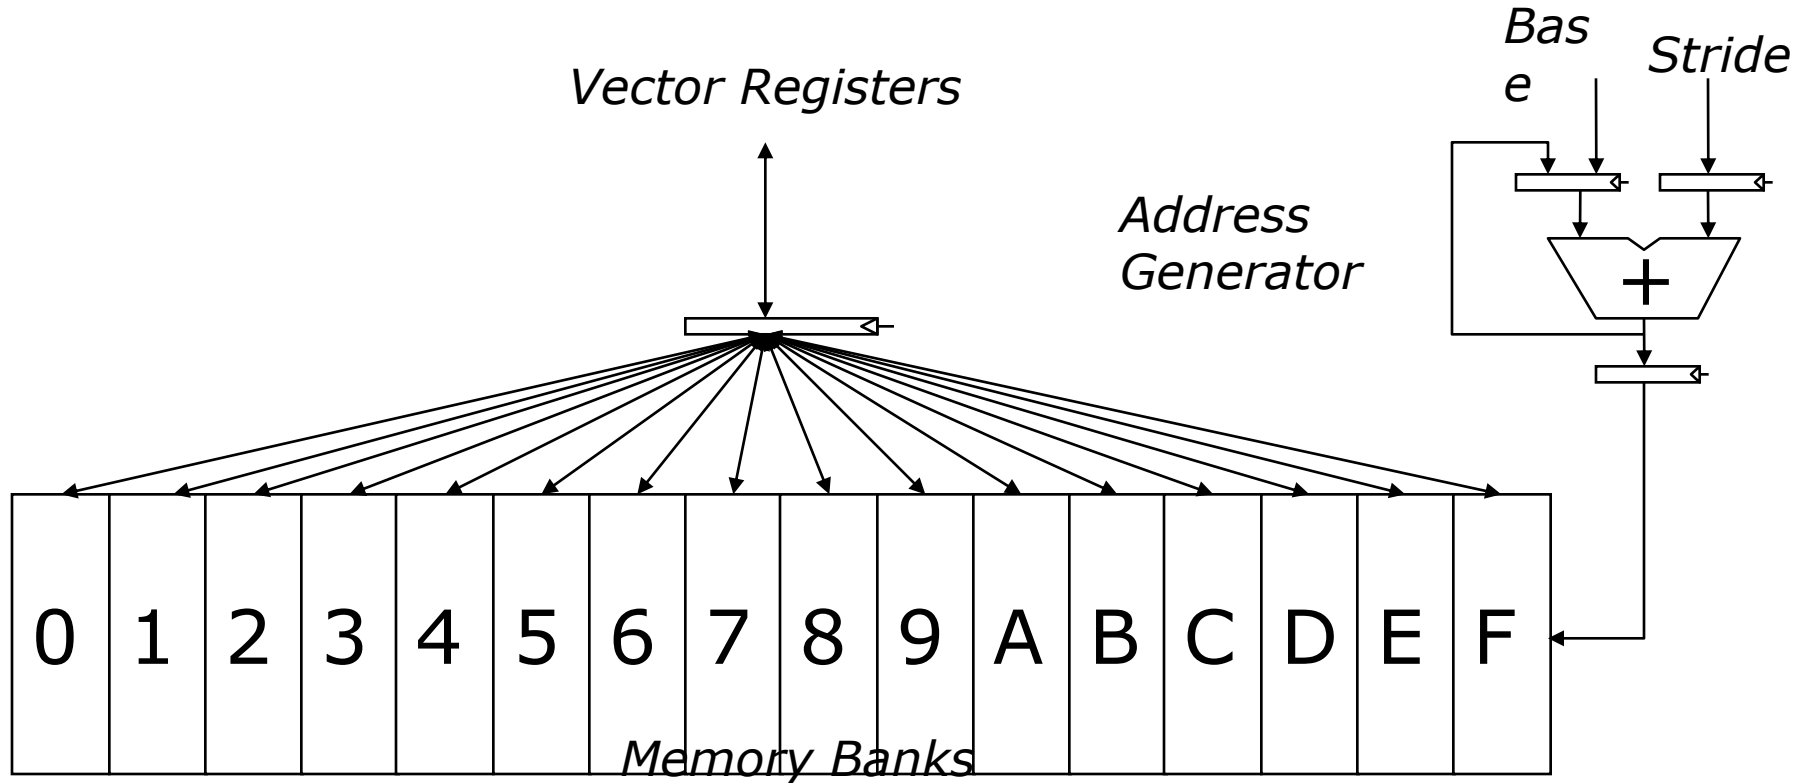 Bas
e
Stride
Vector Registers
Address
Generator
+
0 1 2 3 4 5 6 7 8 9 A B C D E F
Memory Banks